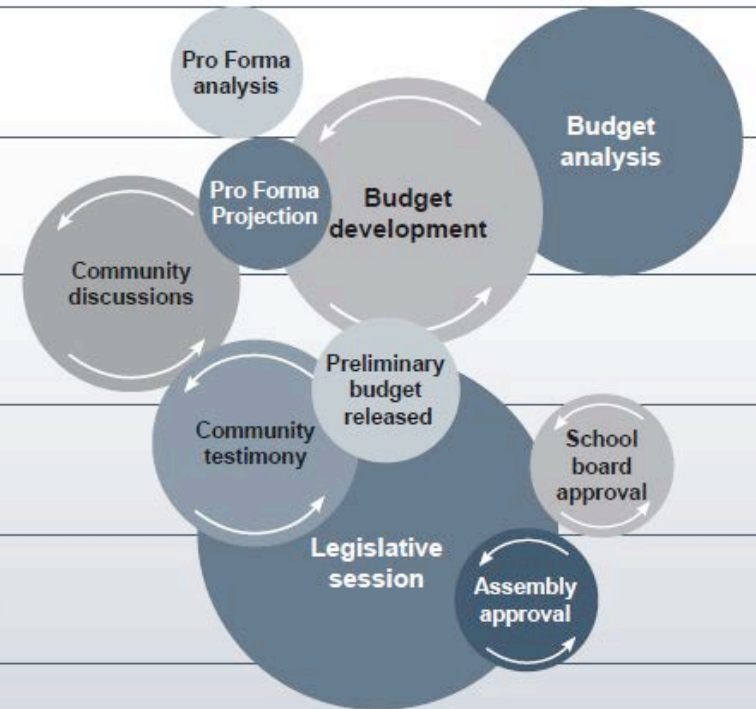 Pro Forma
analysis
Budget
analysis
Pro Forma
Projection
Budget
development
Community
discussions
Preliminary
budget
released
Community
testimony
School
board
approval
Legislative
session
Assembly
approval